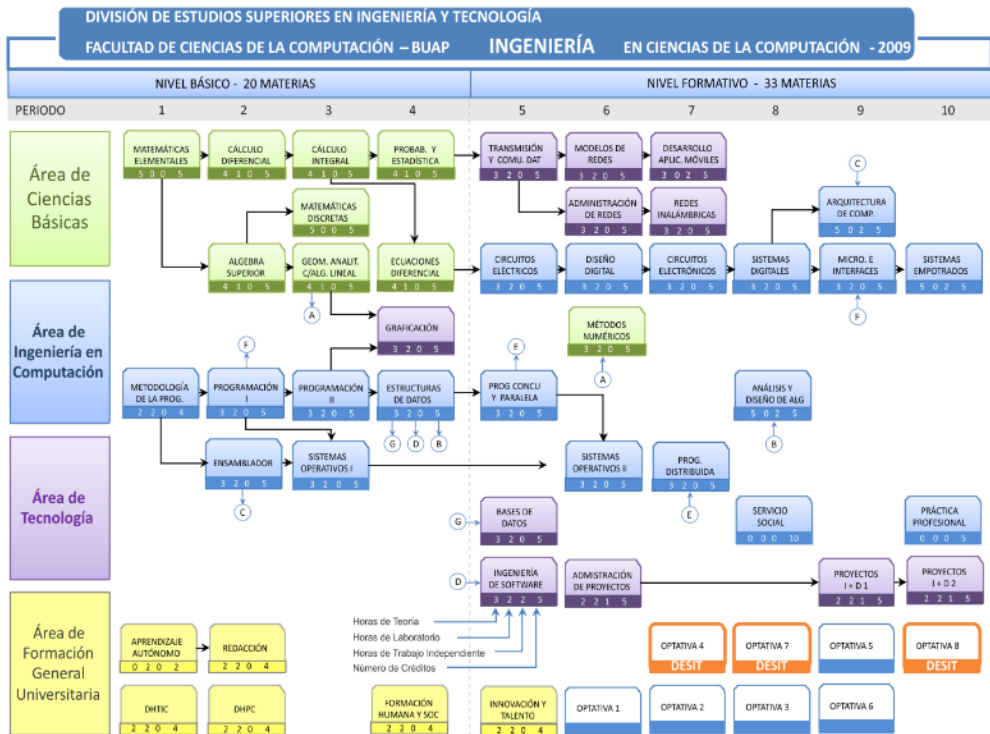 DIVISIÓN DE ESTUDIOS SUPERIORES EN INGENIERÍA Y TECNOLOGÍA
FACULTAD DE CIENCIAS DE LA COMPUTACIÓN – BUAP INGENIERÍA EN CIENCIAS DE LA COMPUTACIÓN - 2009
NIVEL BÁSICO - 20 MATERIAS
NIVEL FORMATIVO - 33 MATERIAS
PERIODO 1 2 3 4 5 6 7 8 9 10
Área de
Ciencias
Básicas
MATEMÁTICAS
ELEMENTALES
5 0 0 5
CÁLCULO
DIFERENCIAL
4 1 0 5
CÁLCULO
INTEGRAL
4 1 0 5
PROBAB. Y
ESTADÍSTICA
4 1 0 5
TRANSMISIÓN
Y COMU. DAT
3 2 0 5
MODELOS DE
REDES
3 2 0 5
DESARROLLO
APLIC. MÓVILES
3 0 2 5
C
MATEMÁTICAS
DISCRETAS
5 0 0 5
ADMINISTRACIÓN
DE REDES
3 2 0 5
REDES
INALÁMBRICAS
3 2 0 5
ARQUITECTURA
DE COMP.
5 0 2 5
ALGEBRA
SUPERIOR
4 1 0 5
GEOM. ANALIT.
C/ALG. LINEAL
4 1 0 5
ECUACIONES
DIFERENCIAL
4 1 0 5
CIRCUITOS
ELÉCTRICOS
3 2 0 5
DISEÑO
DIGITAL
3 2 0 5
CIRCUITOS
ELECTRÓNICOS
3 2 0 5
SISTEMAS
DIGITALES
3 2 0 5
MICRO. E
INTERFACES
3 2 0 5
SISTEMAS
EMPOTRADOS
5 0 2 5
A
F
Área de
Ingeniería en
Computación
GRAFICACIÓN
3 2 0 5
MÉTODOS
NUMÉRICOS
3 2 0 5
F
E
A
METODOLOGÍA
DE LA PROG.
2 2 0 4
PROGRAMACIÓN
I
3 2 0 5
PROGRAMACIÓN
II
3 2 0 5
ESTRUCTURAS
DE DATOS
3 2 0 5
PROG CONCU
Y PARALELA
3 2 0 5
ANÁLISIS Y
DISEÑO DE ALG
5 0 2 5
G D B
B
Área de
Tecnología
ENSAMBLADOR
3 2 0 5
SISTEMAS
OPERATIVOS I
3 2 0 5
SISTEMAS
OPERATIVOS II
3 2 0 5
PROG.
DISTRIBUIDA
3 2 0 5
C
E
G
BASES DE
DATOS
3 2 0 5
SERVICIO
SOCIAL
0 0 0 10
PRÁCTICA
PROFESIONAL
0 0 0 5
D
INGENIERÍA
DE SOFTWARE
3 2 2 5
ADMISTRACIÓN
DE PROYECTOS
2 2 1 5
PROYECTOS
I + D 1
2 2 1 5
PROYECTOS
I + D 2
2 2 1 5
Horas de Teoría
Horas de Laboratorio
Horas de Trabajo Independiente
Número de Créditos
Área de
Formación
General
Universitaria
APRENDIZAJE
AUTÓNOMO
0 2 0 2
REDACCIÓN
2 2 0 4
OPTATIVA 4
DESIT
OPTATIVA 7
DESIT
OPTATIVA 5
OPTATIVA 8
DESIT
DHTIC
2 2 0 4
DHPC
2 2 0 4
FORMACIÓN
HUMANA Y SOC
2 2 0 4
INNOVACIÓN Y
TALENTO
2 2 0 4
OPTATIVA 1
OPTATIVA 2
OPTATIVA 3
OPTATIVA 6